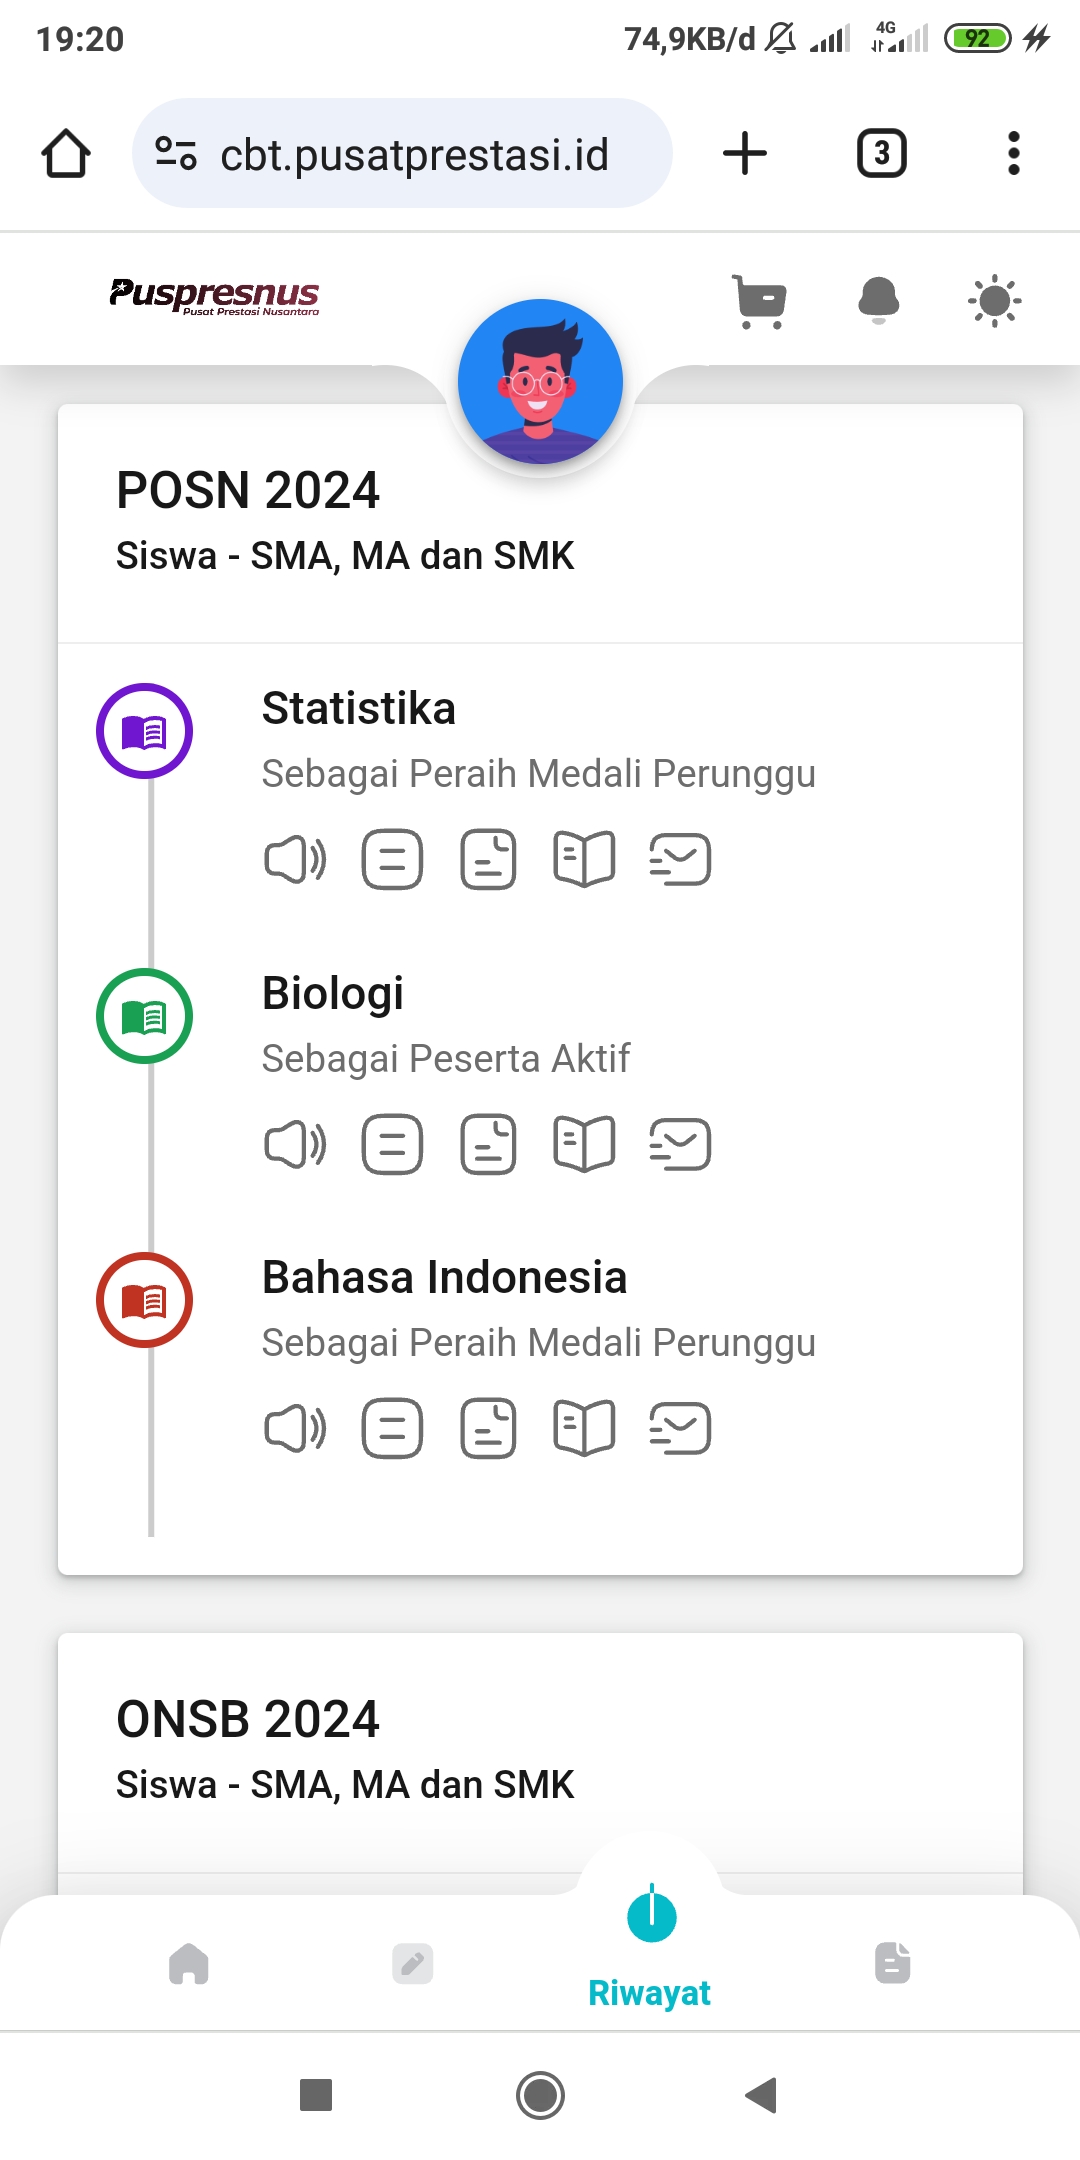 19:20
74,9KB/d
4G
92
cbt.pusatprestasi.id
3
Puspresnus
Pusat Prestasi Nusantara
POSN 2024
Siswa - SMA, MA dan SMK
Statistika
Sebagai Peraih Medali Perunggu
Biologi
Sebagai Peserta Aktif
Bahasa Indonesia
Sebagai Peraih Medali Perunggu
ONSB 2024
Siswa - SMA, MA dan SMK
Riwayat